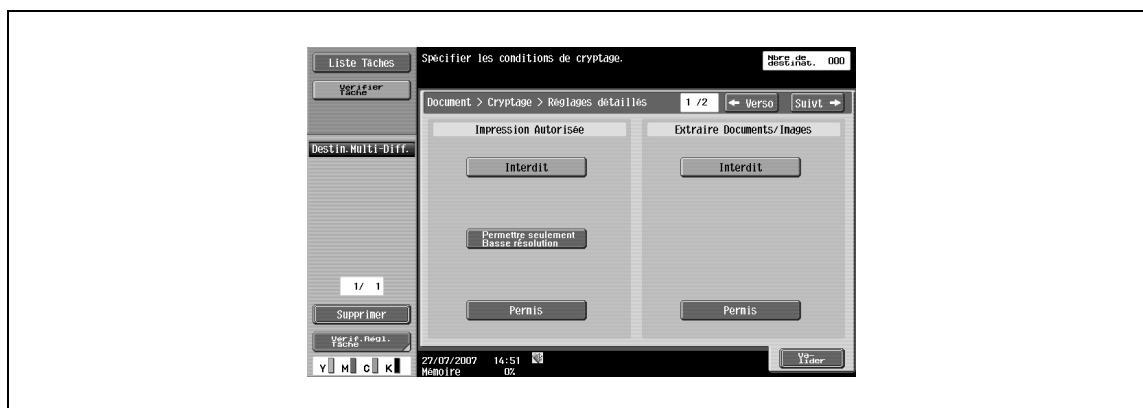 Liste Tâches
Spécifier les conditions de cryptage.
Nbre de
destinat.
000
Vérifier
Tâche
Document > Cryptage > Réglages détaillés
1 /2
← Verso
Suivt →
Impression Autorisée
Extraire Documents/Images
Destin.Multi-Diff.
Interdit
Interdit
Permettre seulement
Basse résolution
1/ 1
Supprimer
Permis
Permis
Vérif.Régl.
Tâche
Va-
lider
27/07/2007 14:51
Y M C K
Mémoire 0%